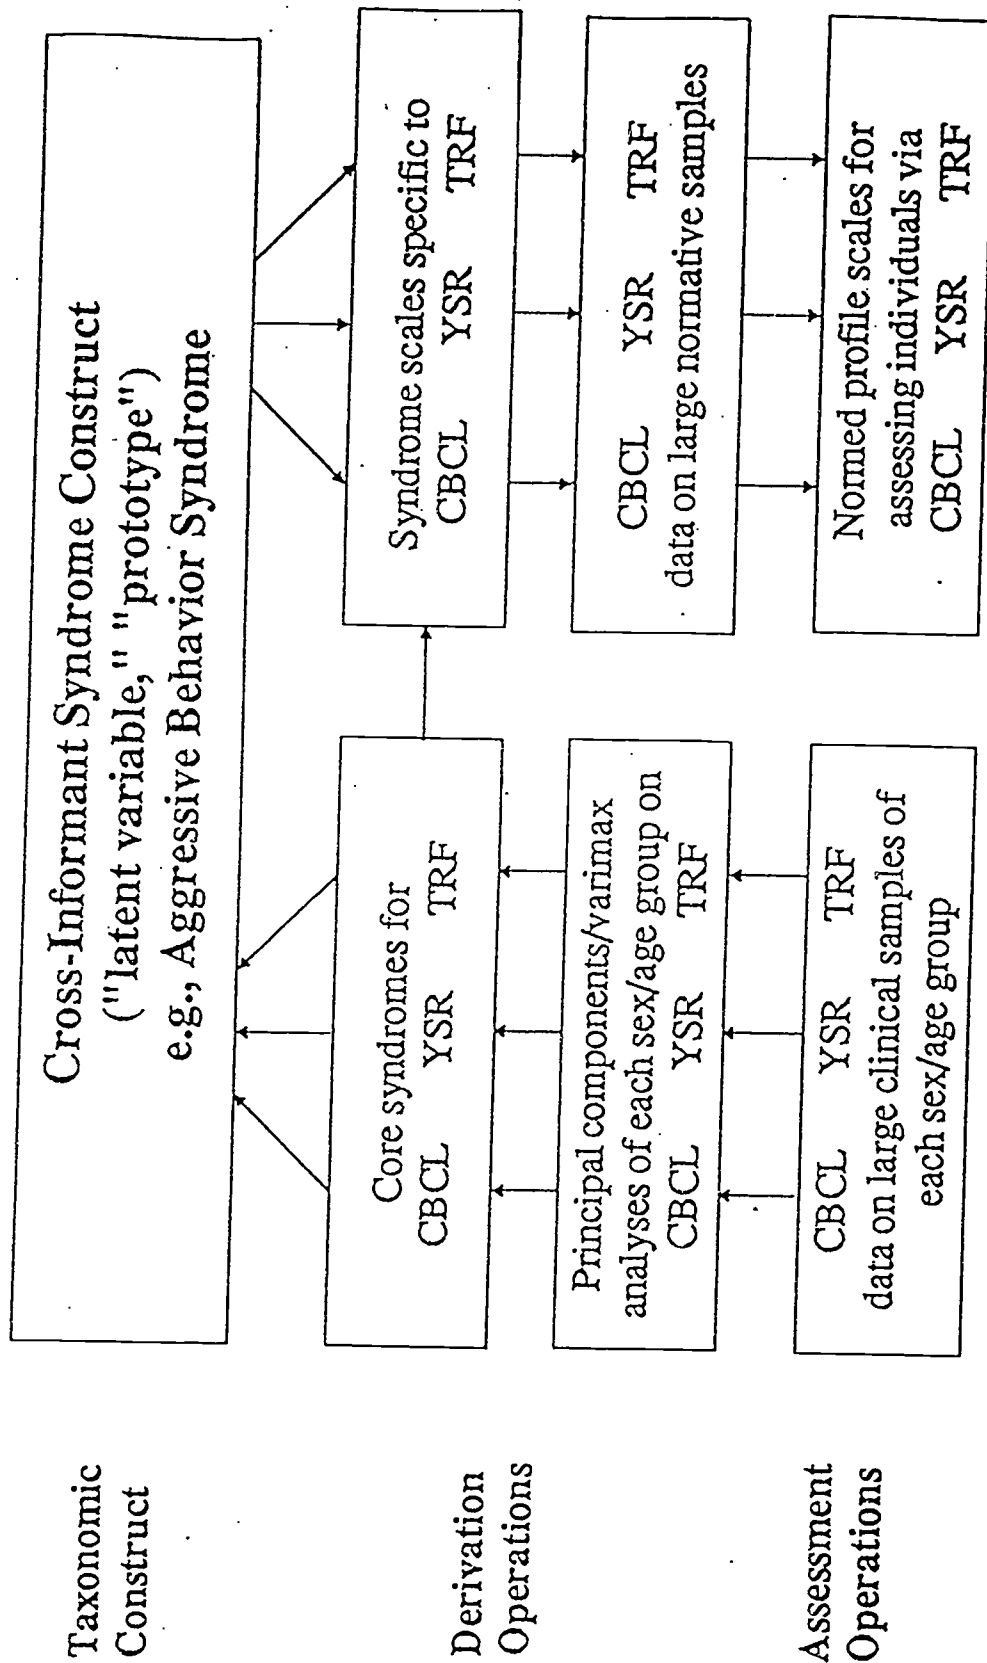 Taxonomic
Construct
Cross-Informant Syndrome Construct
("latent variable," "prototype")
e.g., Aggressive Behavior Syndrome
Derivation
Operations
Core syndromes for
CBCL YSR TRF
Syndrome scales specific to
CBCL YSR TRF
Principal components/varimax
analyses of each sex/age group on
CBCL YSR TRF
CBCL YSR TRF
data on large normative samples
Assessment
Operations
CBCL YSR TRF
data on large clinical samples of
each sex/age group
Normed profile scales for
assessing individuals via
CBCL YSR TRF